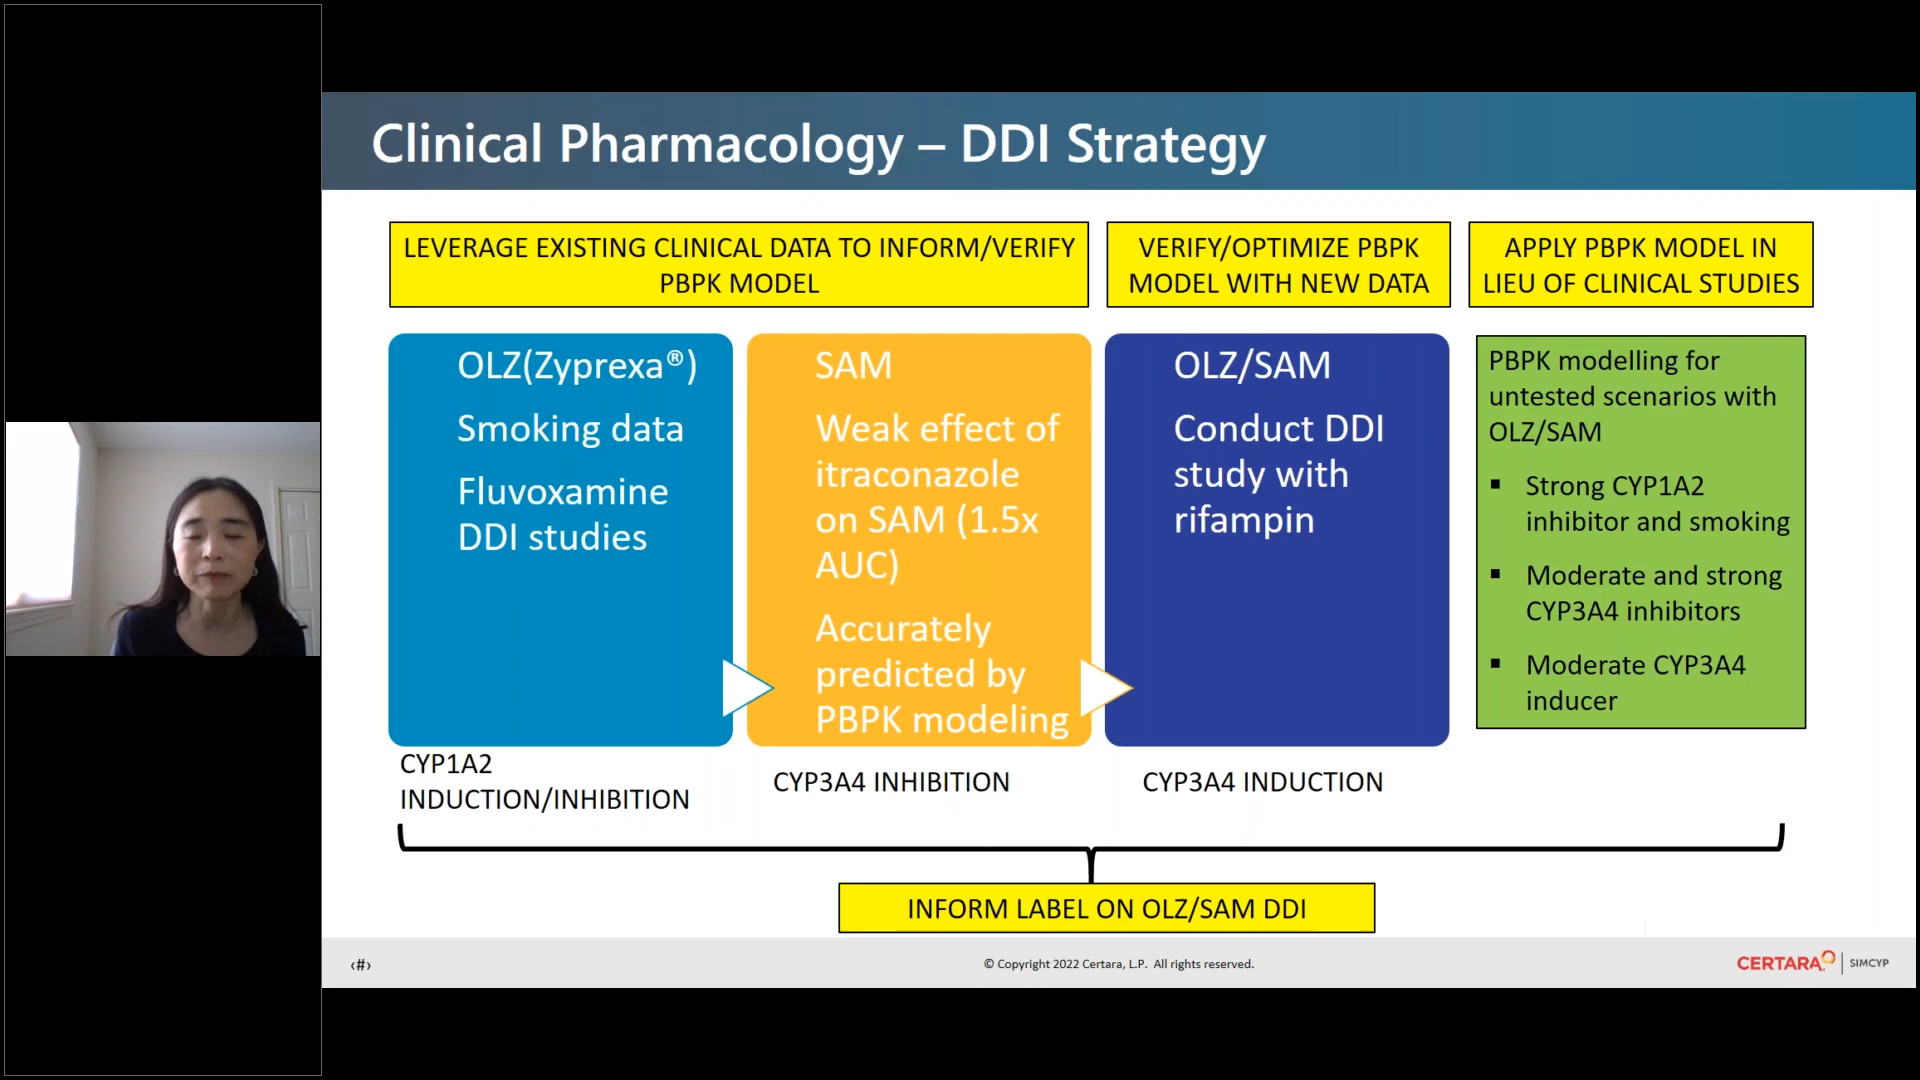 Clinical Pharmacology – DDI Strategy
LEVERAGE EXISTING CLINICAL DATA TO INFORM/VERIFY
PBPK MODEL
VERIFY/OPTIMIZE PBPK
MODEL WITH NEW DATA
APPLY PBPK MODEL IN
LIEU OF CLINICAL STUDIES
OLZ(Zyprexa®)
Smoking data
Fluvoxamine
DDI studies
SAM
Weak effect of
itraconazole
on SAM (1.5x
AUC)
Accurately
predicted by
PBPK modeling
OLZ/SAM
Conduct DDI
study with
rifampin
PBPK modelling for
untested scenarios with
OLZ/SAM
▪ Strong CYP1A2
inhibitor and smoking
▪ Moderate and strong
CYP3A4 inhibitors
▪ Moderate CYP3A4
inducer
CYP1A2
INDUCTION/INHIBITION
CYP3A4 INHIBITION
CYP3A4 INDUCTION
INFORM LABEL ON OLZ/SAM DDI
‹#›
© Copyright 2022 Certara, L.P. All rights reserved.
CERTARA | SIMCYP